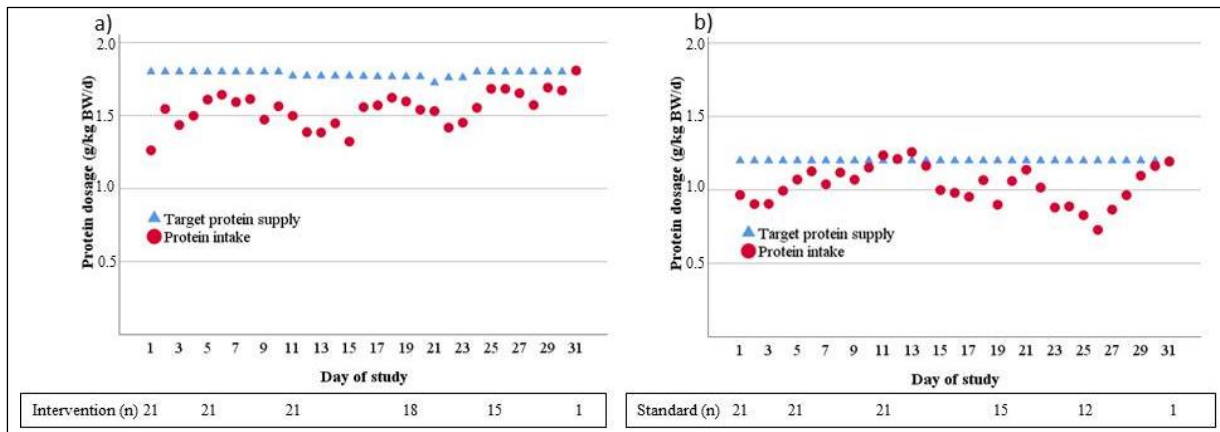 a)
2.0
1.5
1.0
0.5
Protein dosage (g/kg BW/d)
Target protein supply
Protein intake
1 3 5 7 9 11 13 15 17 19 21 23 25 27 29 31
Day of study
Intervention (n) 21 21 21 18 15 1
b)
2.0
1.5
1.0
0.5
Protein dosage (g/kg BW/d)
Target protein supply
Protein intake
1 3 5 7 9 11 13 15 17 19 21 23 25 27 29 31
Day of study
Standard (n) 21 21 21 15 12 1